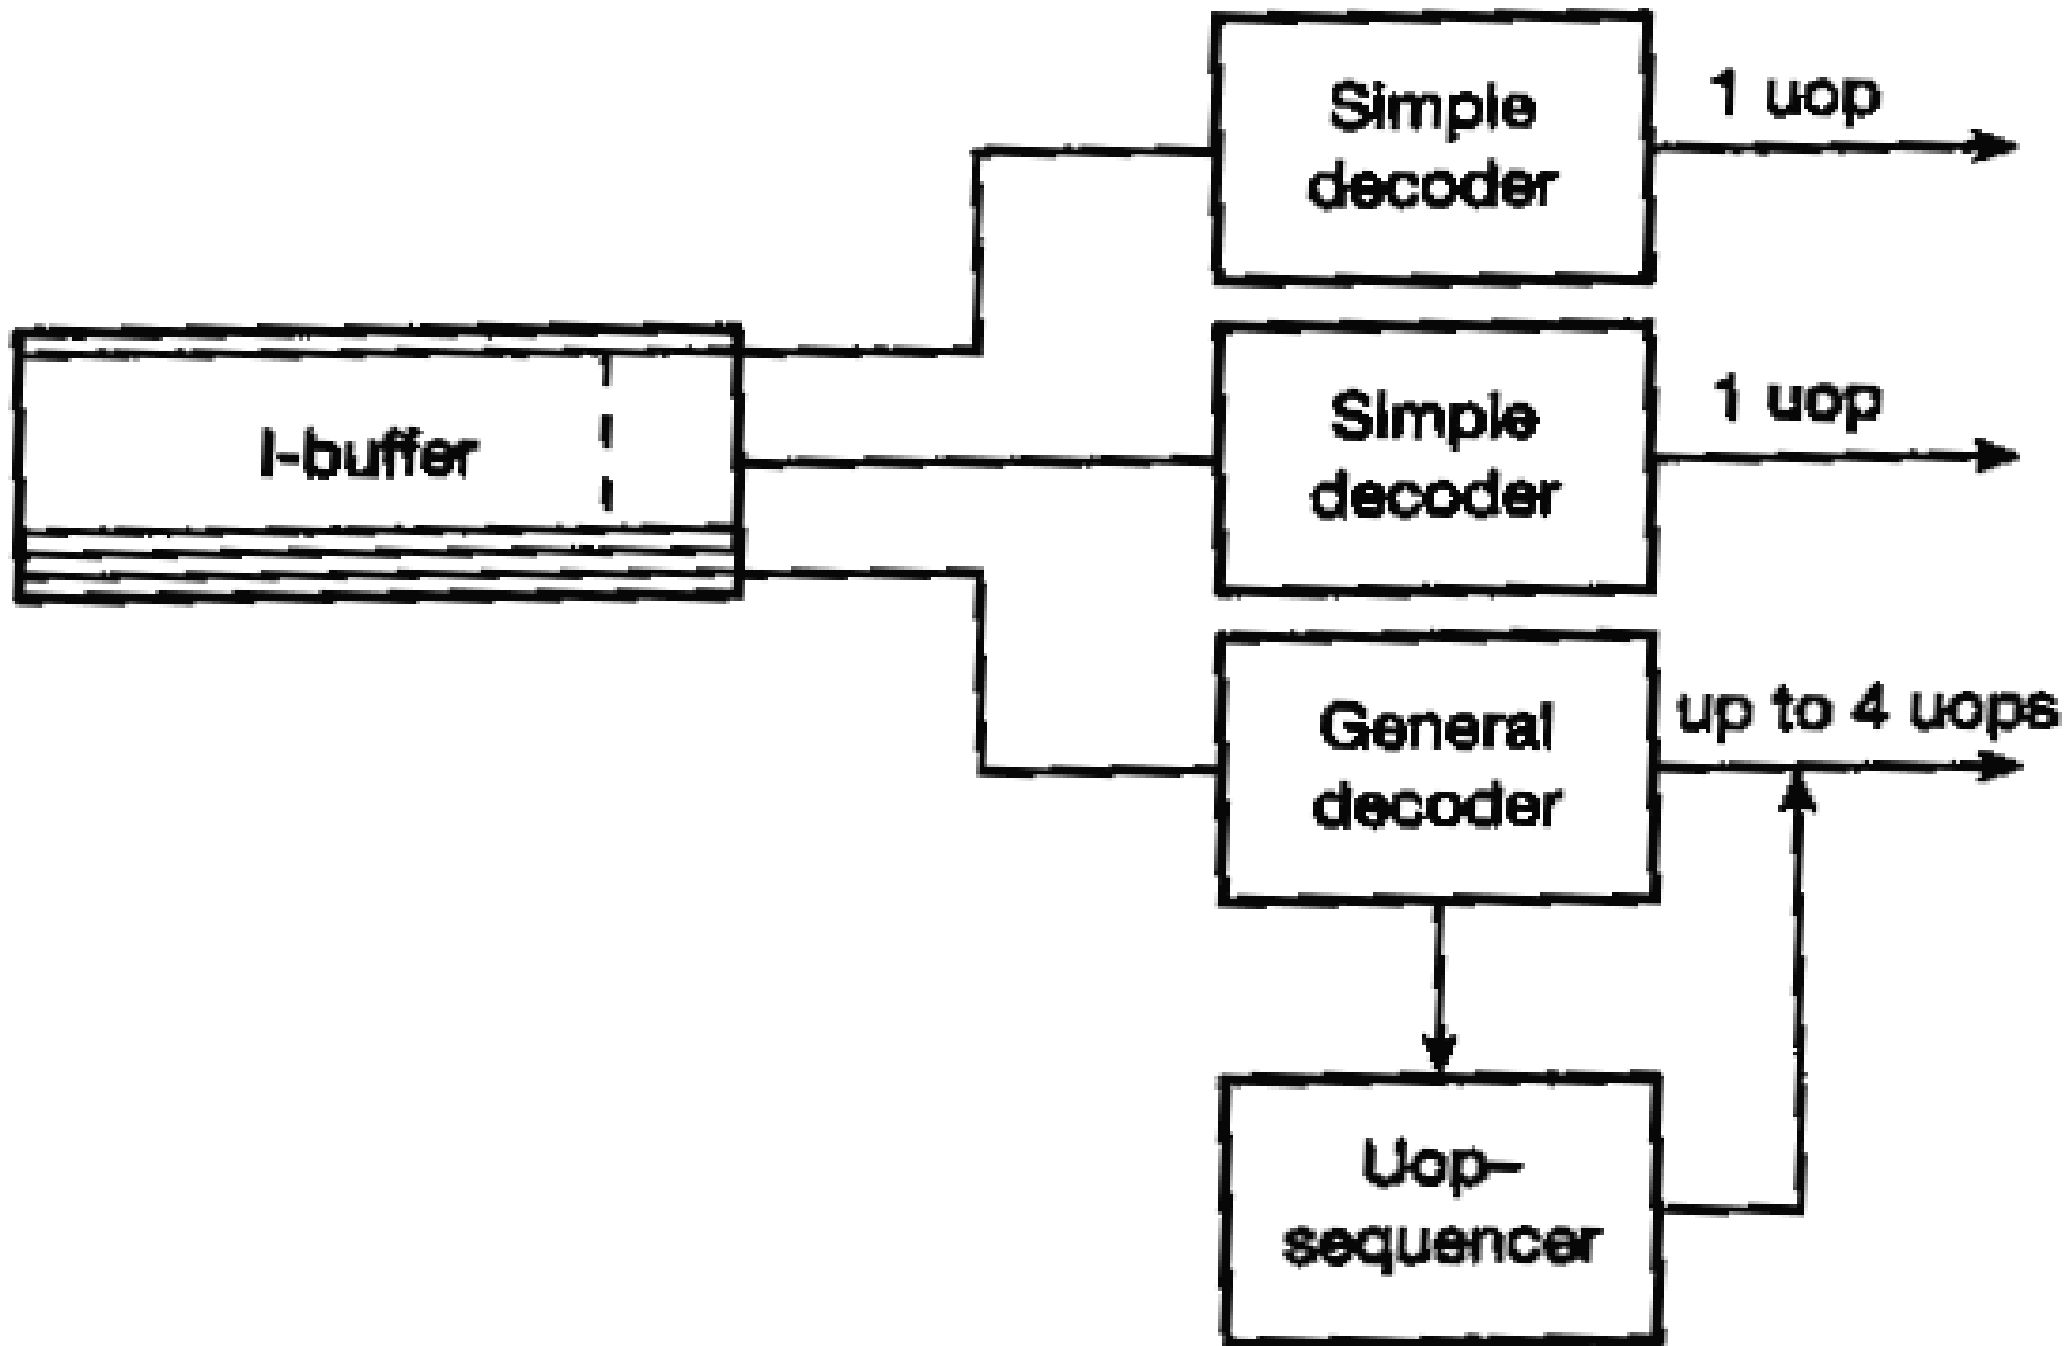 Simple
decoder
1 uop
I-buffer
Simple
decoder
1 uop
General
decoder
up to 4 uops
Uop-
sequencer